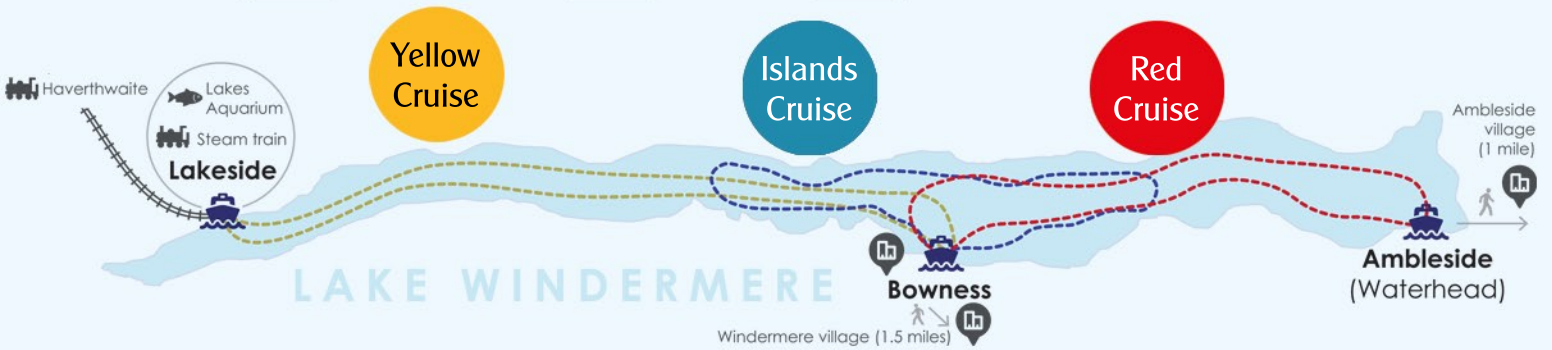 Yellow
Cruise
Islands
Cruise
Red
Cruise
Haverthwaite
Lakes
Aquarium
Steam train
Lakeside
Ambleside
village
(1 mile)
LAKE WINDERMERE
Bowness
Windermere village (1.5 miles)
Ambleside
(Waterhead)